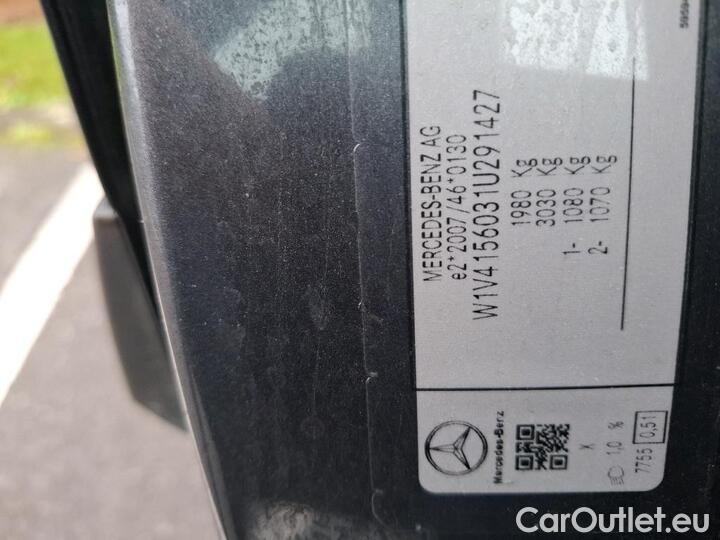 MERCEDES-BENZ AG
e2*2007/46*0130
W1V4156031U291427
1980 Kg
3030 Kg
1- 1080 Kg
2- 1070 Kg
Mercedes-Benz
X
1,0 %
7755 0,51
CarOutlet.eu